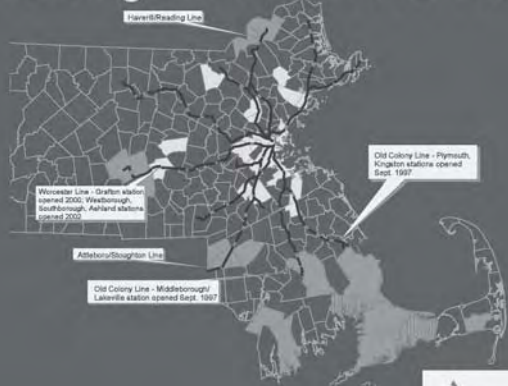 Haverill/Reading Line
Old Colony Line - Plymouth,
Kingston stations opened
Sept. 1997
Worcester Line - Grafton station
opened 2000; Westborough,
Southborough, Ashland stations
opened 2002
Attleboro/Stoughton Line
Old Colony Line - Middleborough/
Lakeville station opened Sept. 1997